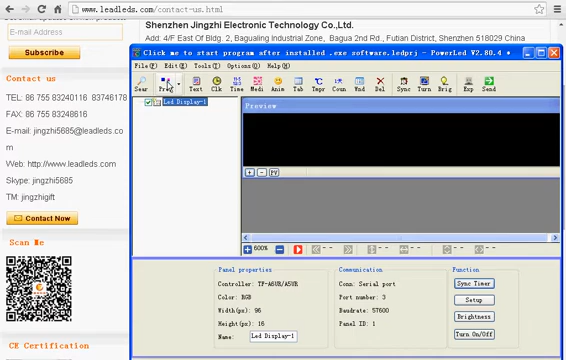 www.leadleds.com/contact-us.html
E-mail Address
Subscribe
Contact us
TEL: 86 755 83240116 83746178
FAX: 86 755 83248616
E-mail: jingzhi5685@leadleds.com
Web: http://www.leadleds.com
Skype: jingzhi5685
TM: jingzhigift
Contact Now
Scan Me
CE Certification
Shenzhen Jingzhi Electronic Technology Co.,Ltd.
Add: 4/F East Of BLD. 2, Bagualing Industrial Zone, Bagua 2nd Rd., Futian District, Shenzhen 518029 China
Click me to start program after installed .exe software.ledprj - PowerLed V2.80.4 *
File(F) Edit(E) Tools(T) Options(O) Help(H)
Sear Prog Text Clk Time Medi Anim Tab Tmpr Coun Wnd Del Sync Turn Brig Exp Send
Led Display-1
Preview
+ - PV
600%
Panel properties
Controller: TF-A6UR/A5UR
Color: RGB
Width(px): 96
Height(px): 16
Name: Led Display-1
Communication
Conn: Serial port
Port number: 3
Baudrate: 57600
Panel ID: 1
Function
Sync Timer
Setup
Brightness
Turn On/Off